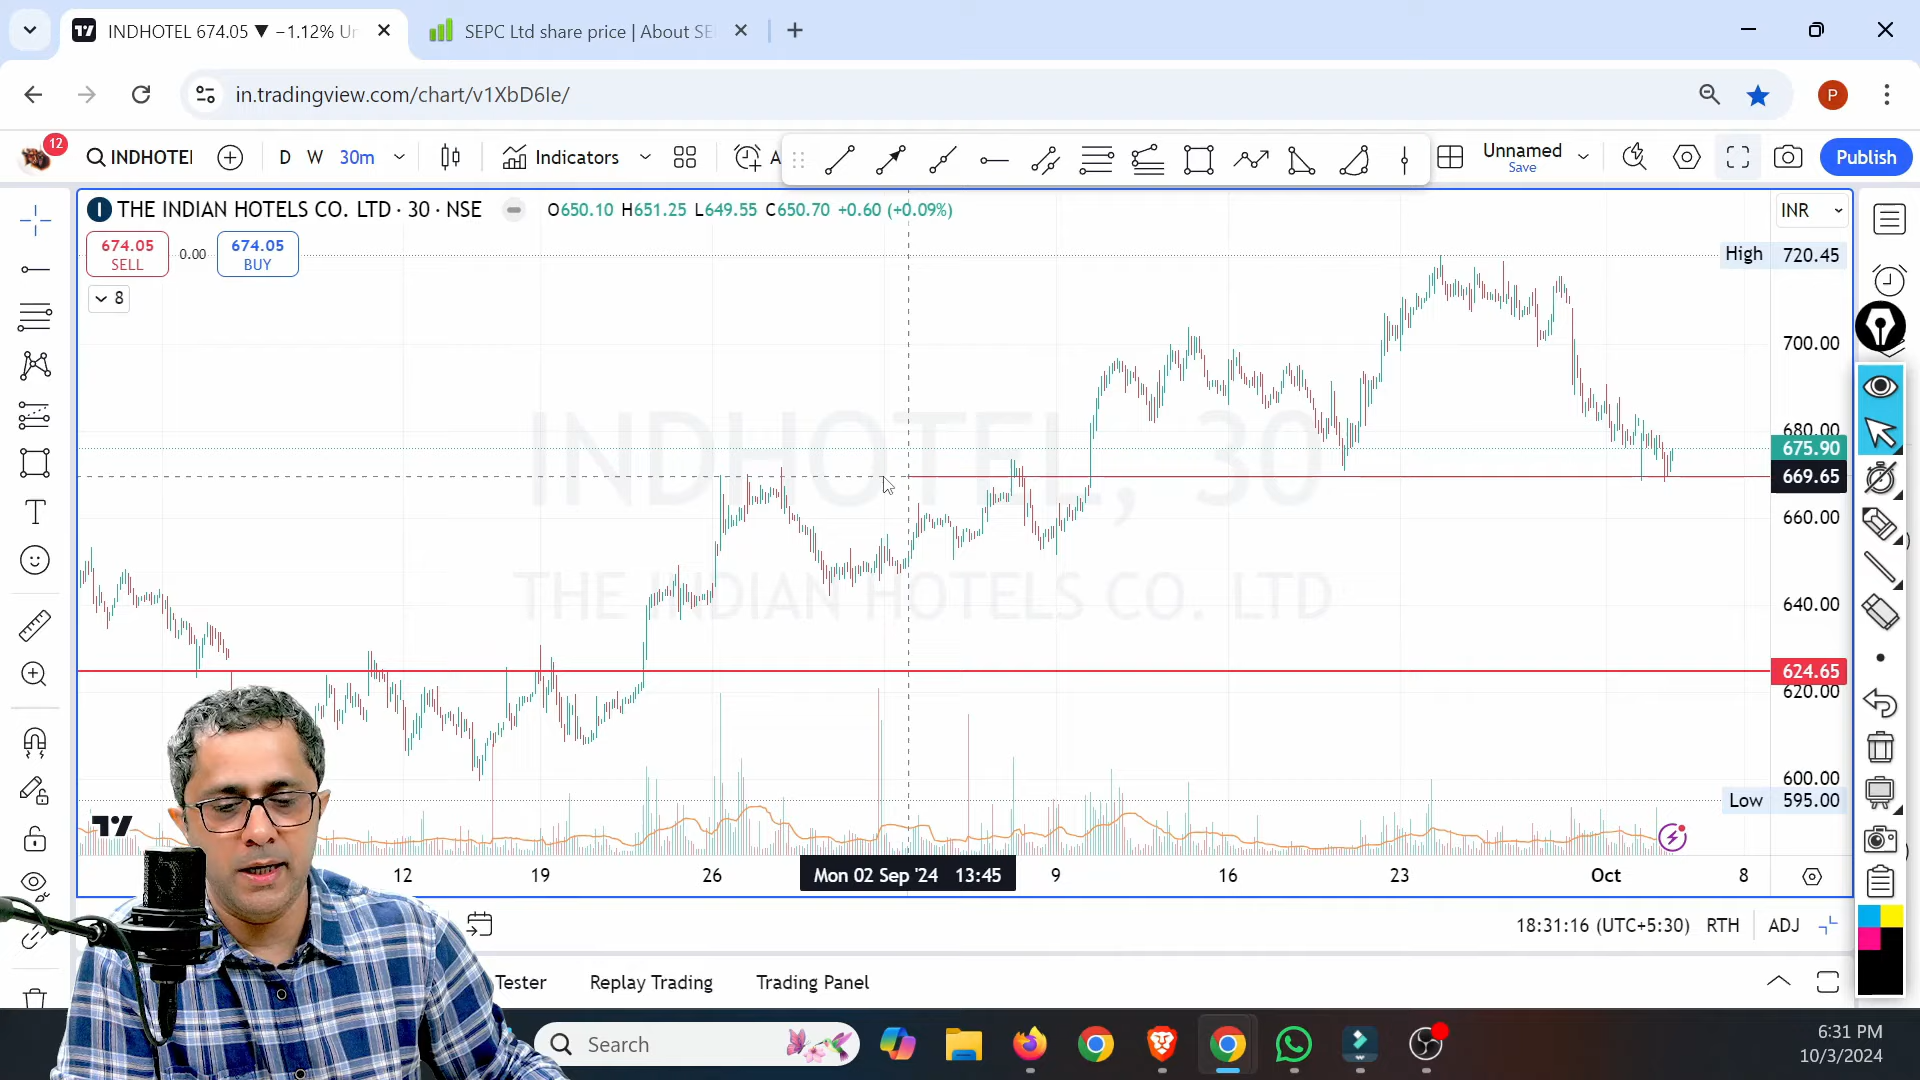 INDHOTEL 674.05 ▼ −1.12% Ur
SEPC Ltd share price | About SE
in.tradingview.com/chart/v1XbD6Ie/
P
12
INDHOTEL
D W 30m
Indicators
A
Unnamed
Save
Publish
THE INDIAN HOTELS CO. LTD · 30 · NSE
O650.10 H651.25 L649.55 C650.70 +0.60 (+0.09%)
INR
674.05
SELL
0.00
674.05
BUY
8
High 720.45
700.00
680.00
675.90
669.65
660.00
640.00
624.65
620.00
600.00
Low 595.00
INDHOTEL, 30
THE INDIAN HOTELS CO. LTD
12 19 26 Mon 02 Sep '24 13:45 9 16 23 Oct 8
18:31:16 (UTC+5:30) RTH ADJ
Tester Replay Trading Trading Panel
Search
6:31 PM
10/3/2024